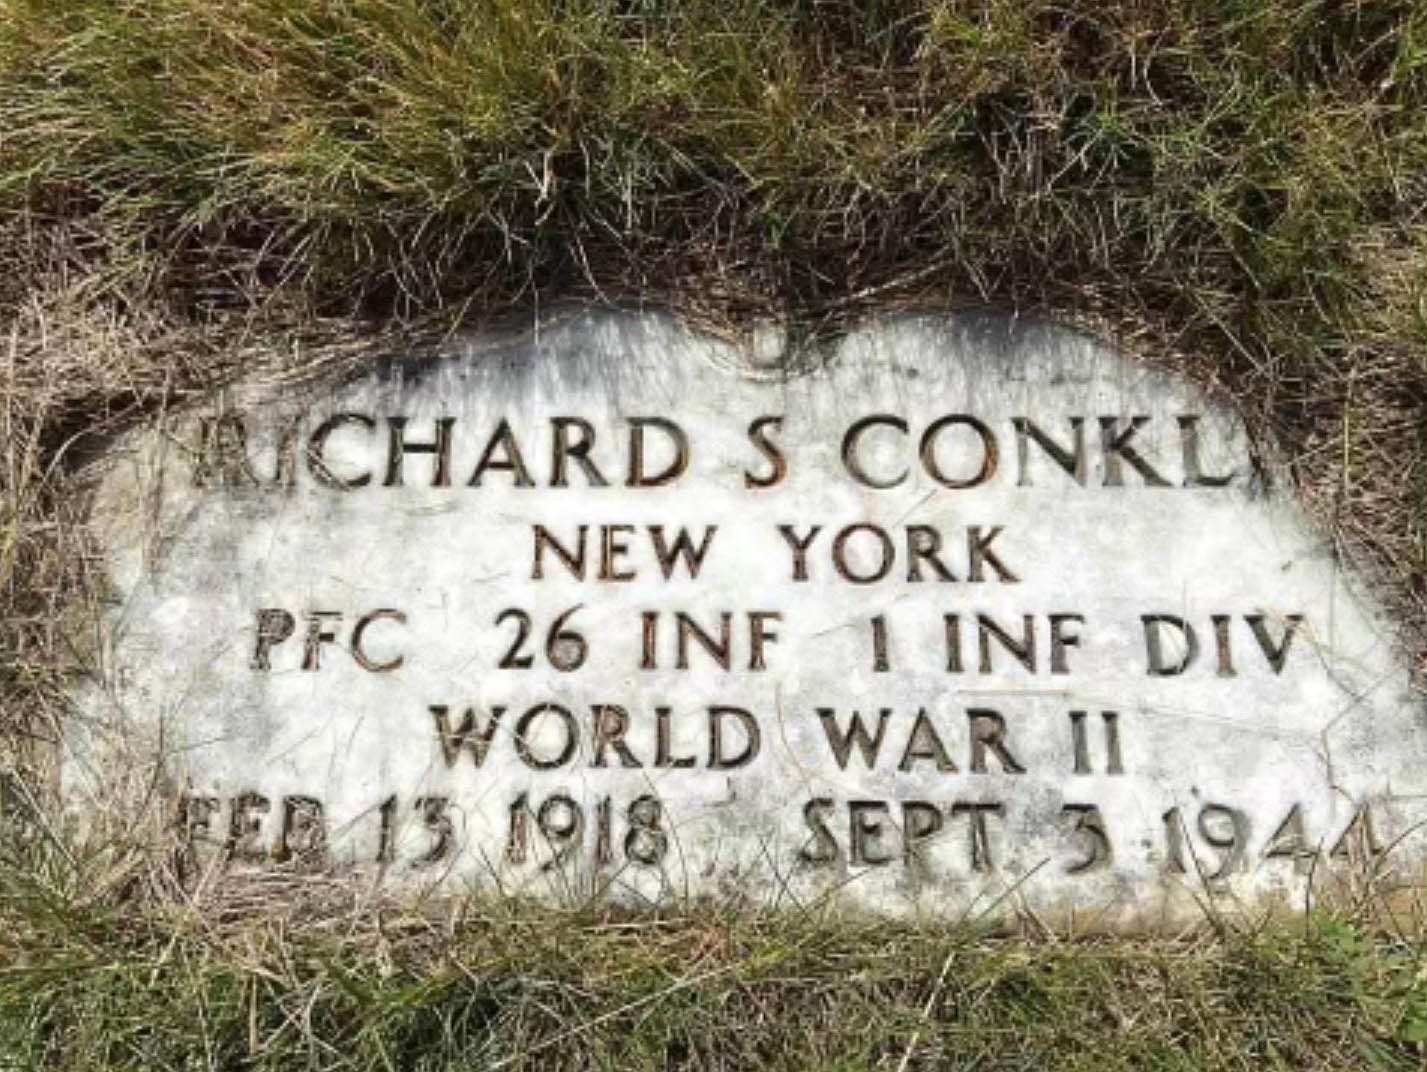 RICHARD S CONKL
NEW YORK
PFC 26 INF 1 INF DIV
WORLD WAR II
FEB 13 1918 SEPT 3 1944